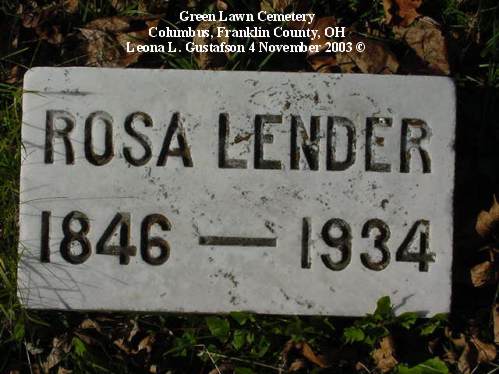 Green Lawn Cemetery
Columbus, Franklin County, OH
Leona L. Gustafson 4 November 2003 ©
ROSA LENDER
1846 — 1934